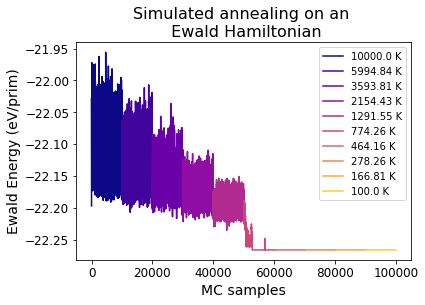 Simulated annealing on an
Ewald Hamiltonian
Ewald Energy (eV/prim)
−21.95
−22.00
−22.05
−22.10
−22.15
−22.20
−22.25
10000.0 K
5994.84 K
3593.81 K
2154.43 K
1291.55 K
774.26 K
464.16 K
278.26 K
166.81 K
100.0 K
0
20000
40000
60000
80000
100000
MC samples